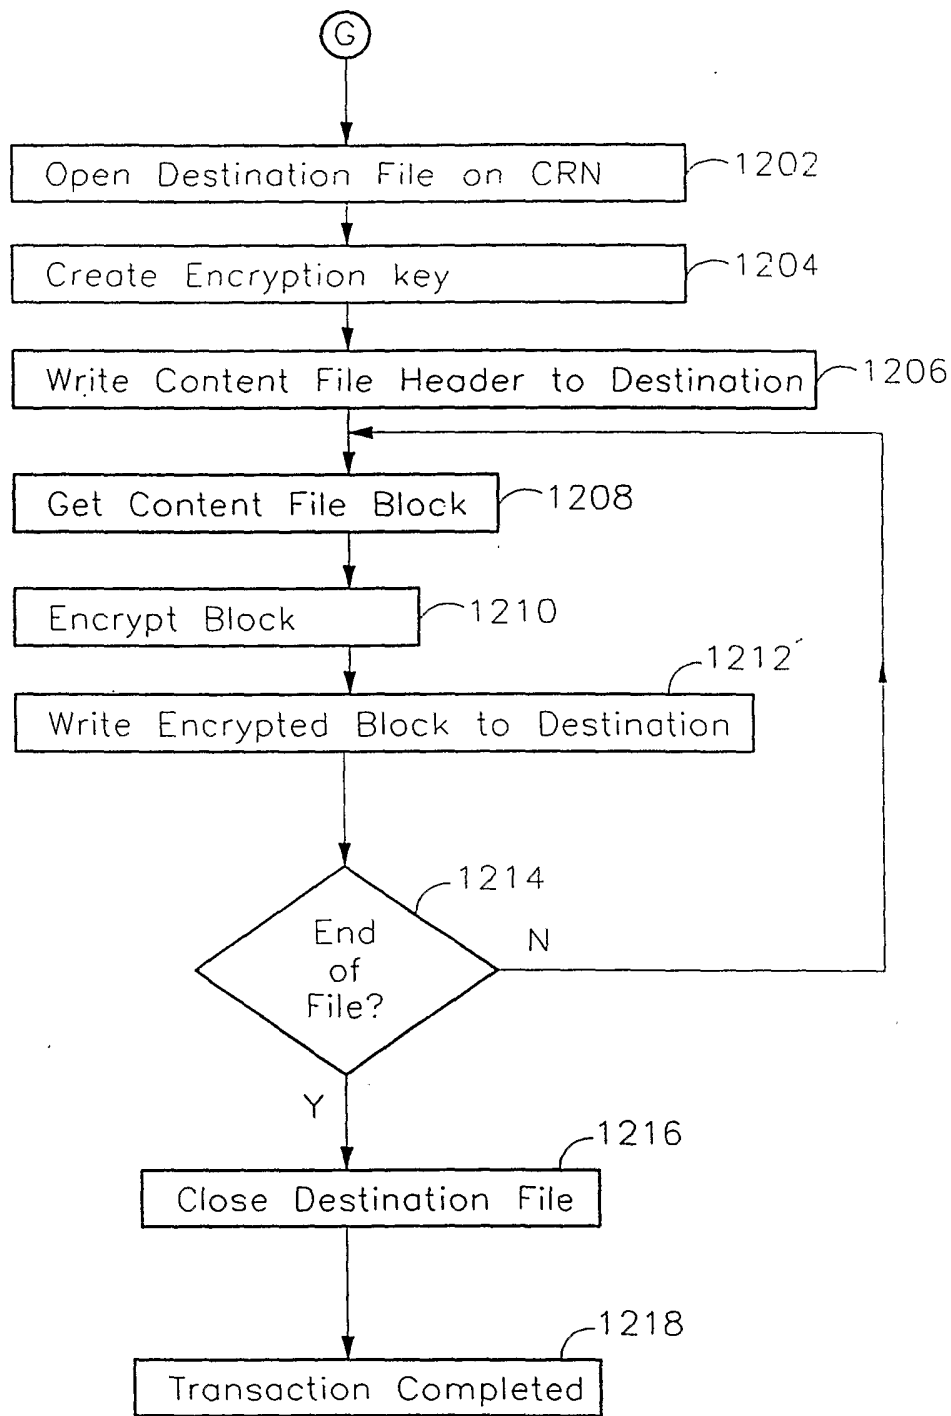 G
Open Destination File on CRN
1202
Create Encryption key
1204
Write Content File Header to Destination
1206
Get Content File Block
1208
Encrypt Block
1210
1212
Write Encrypted Block to Destination
1214
End
of
File?
N
Y
1216
Close Destination File
1218
Transaction Completed